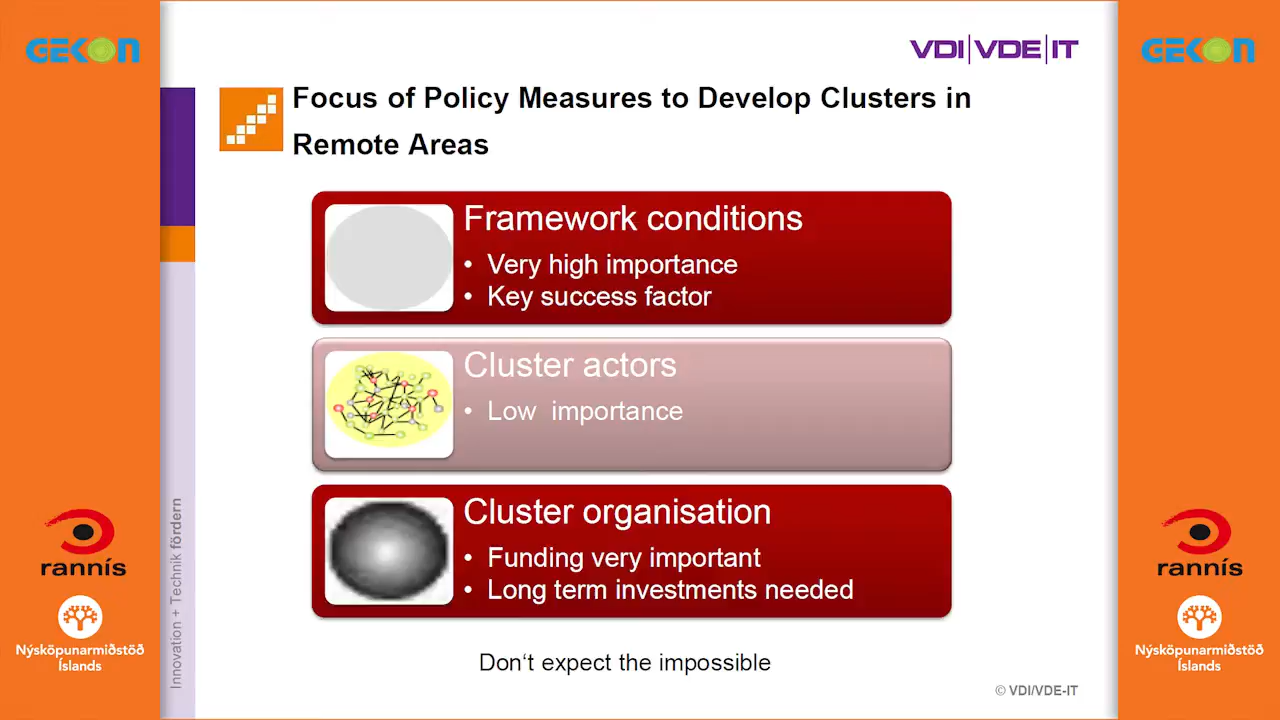 GEKON
VDI|VDE|IT
GEKON
Focus of Policy Measures to Develop Clusters in
Remote Areas
Framework conditions
• Very high importance
• Key success factor
Cluster actors
• Low importance
Cluster organisation
• Funding very important
• Long term investments needed
Don‘t expect the impossible
© VDI/VDE-IT
Innovation + Technik fördern
rannís
Nýsköpunarmiðstöð
Íslands
rannís
Nýsköpunarmiðstöð
Íslands